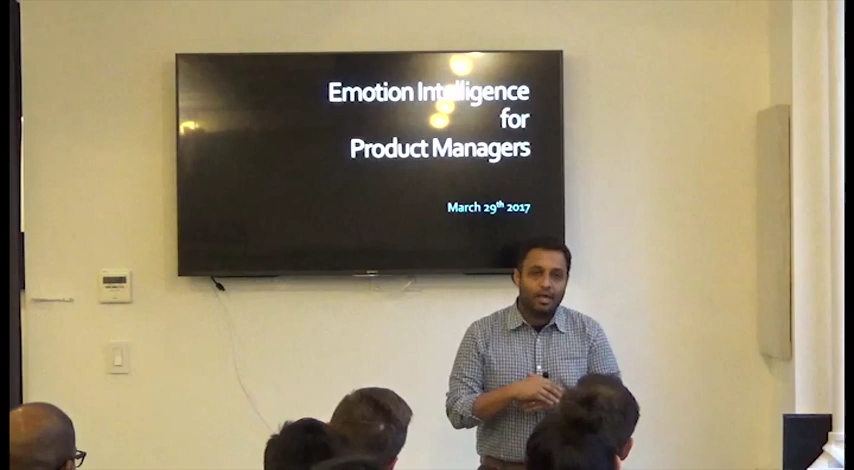 Emotion Intelligence
for
Product Managers
March 29th 2017